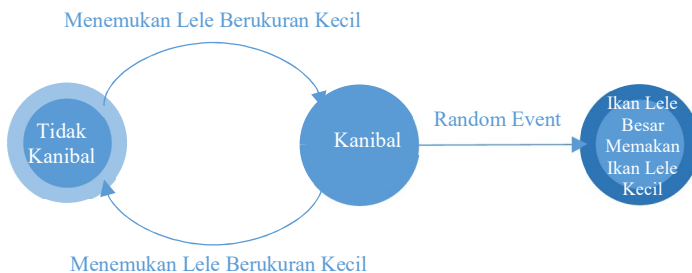 Menemukan Lele Berukuran Kecil
Tidak
Kanibal
Kanibal
Random Event
Ikan Lele
Besar
Memakan
Ikan Lele
Kecil
Menemukan Lele Berukuran Kecil